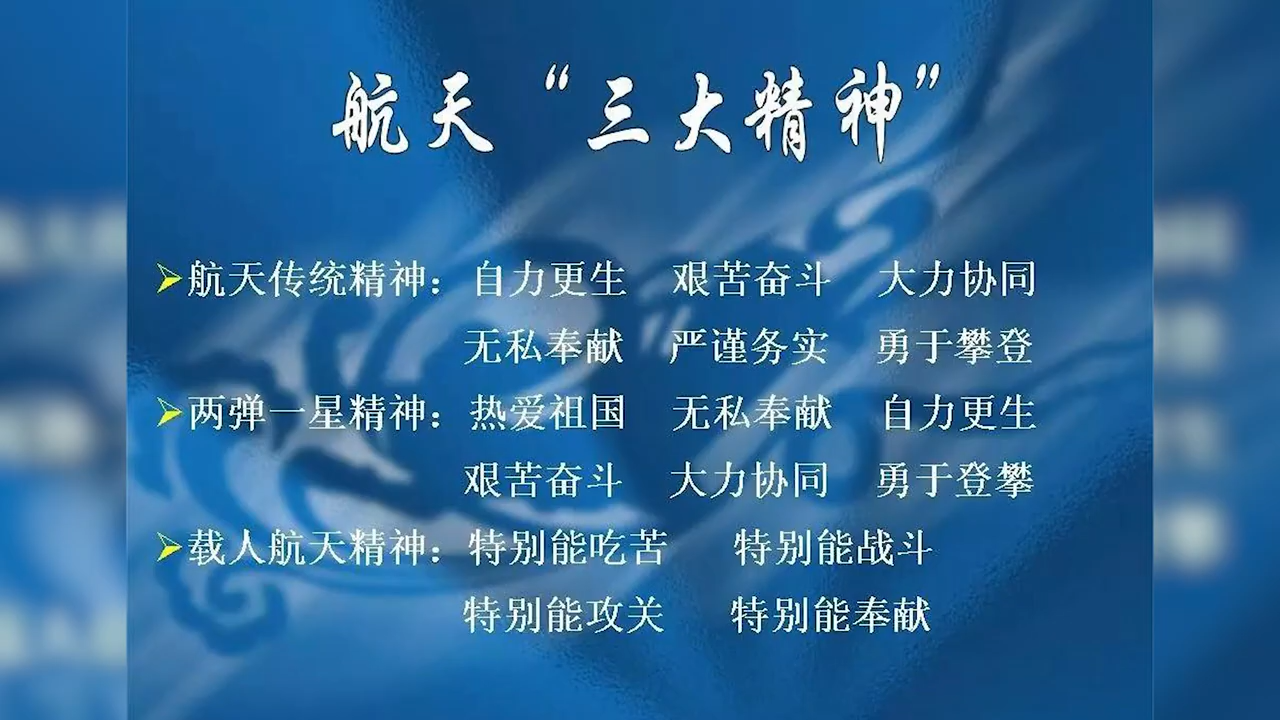 航天“三大精神”
航天传统精神：自力更生 艰苦奋斗 大力协同
无私奉献 严谨务实 勇于攀登
两弹一星精神：热爱祖国 无私奉献 自力更生
艰苦奋斗 大力协同 勇于登攀
载人航天精神：特别能吃苦 特别能战斗
特别能攻关 特别能奉献